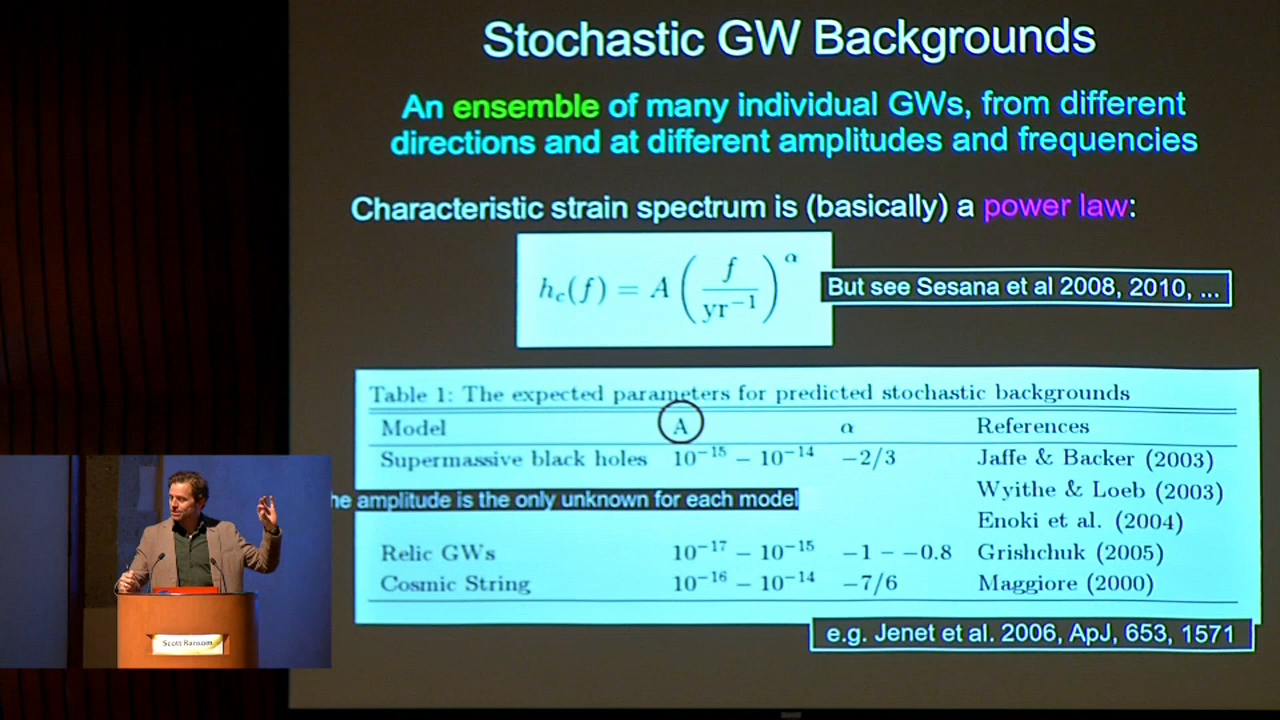 Stochastic GW Backgrounds
An ensemble of many individual GWs, from different
directions and at different amplitudes and frequencies
Characteristic strain spectrum is (basically) a power law:
h_c(f) = A (f / yr⁻¹)^α
But see Sesana et al 2008, 2010, ...
Table 1: The expected parameters for predicted stochastic backgrounds
Model A α References
Supermassive black holes 10⁻¹⁵ – 10⁻¹⁴ −2/3 Jaffe & Backer (2003)
Wyithe & Loeb (2003)
he amplitude is the only unknown for each model
Enoki et al. (2004)
Relic GWs 10⁻¹⁷ – 10⁻¹⁵ −1 – −0.8 Grishchuk (2005)
Cosmic String 10⁻¹⁶ – 10⁻¹⁴ −7/6 Maggiore (2000)
e.g. Jenet et al. 2006, ApJ, 653, 1571
Scott Ransom